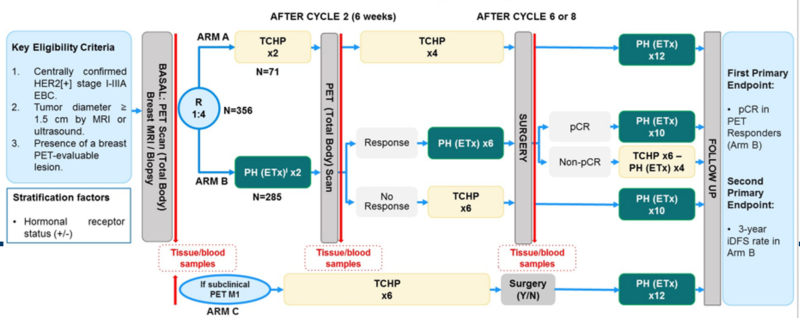 AFTER CYCLE 2 (6 weeks)
AFTER CYCLE 6 or 8
Key Eligibility Criteria
1. Centrally confirmed
HER2[+] stage I-IIIA
EBC.
2. Tumor diameter ≥
1.5 cm by MRI or
ultrasound.
3. Presence of a breast
PET-evaluable
lesion.
Stratification factors
• Hormonal receptor
status (+/-)
BASAL: PET Scan (Total Body)
Breast MRI / Biopsy
ARM A
R
1:4
N=356
ARM B
TCHP
x2
N=71
PH (ETx)ᶠ x2
N=285
PET (Total Body) Scan
TCHP
x4
Response
PH (ETx) x6
No
Response
TCHP
x6
SURGERY
PH (ETx)
x12
pCR
PH (ETx)
x10
Non-pCR
TCHP x6 –
PH (ETx) x4
PH (ETx)
x10
FOLLOW UP
First Primary
Endpoint:
• pCR in
PET
Responders
(Arm B)
Second
Primary
Endpoint:
• 3-year
iDFS rate in
Arm B
Tissue/blood
samples
Tissue/blood
samples
Tissue/blood
samples
If subclinical
PET M1
ARM C
TCHP
x6
Surgery
(Y/N)
PH (ETx)
x12